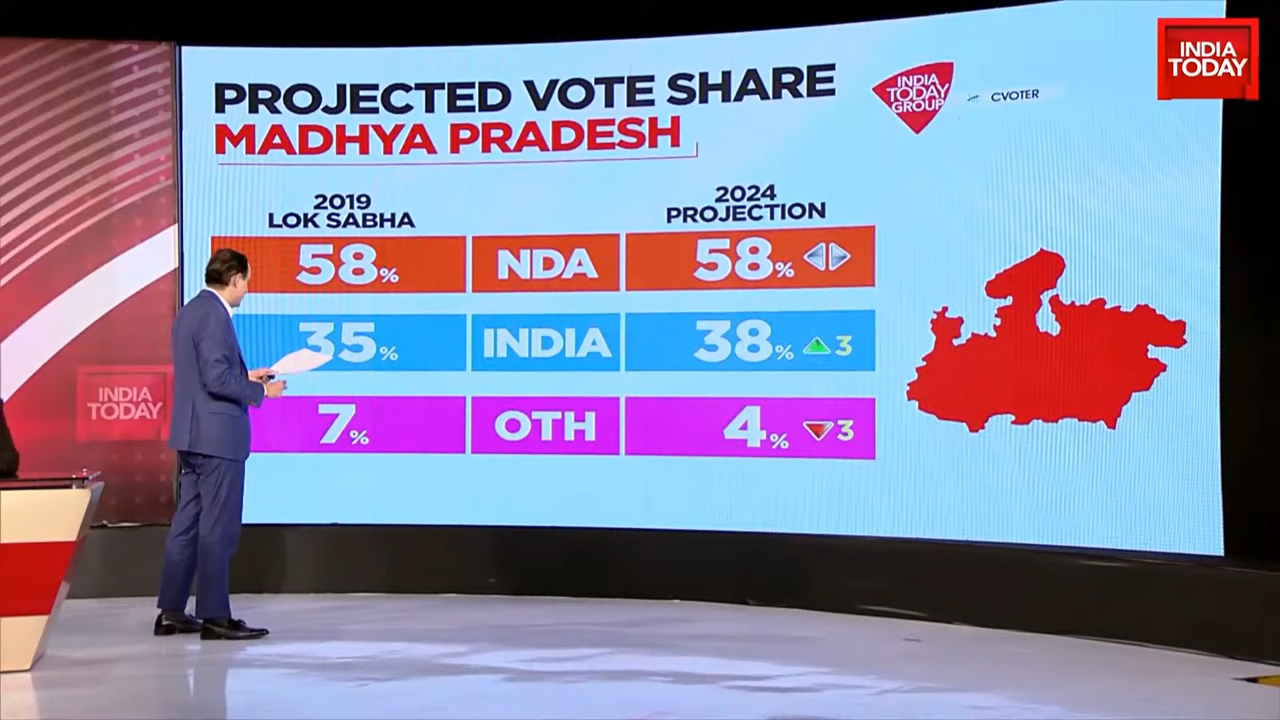 PROJECTED VOTE SHARE
MADHYA PRADESH
INDIA
TODAY
GROUP
CVOTER
INDIA
TODAY
2019
LOK SABHA
2024
PROJECTION
58% NDA 58%
35% INDIA 38% 3
7% OTH 4% 3
INDIA
TODAY